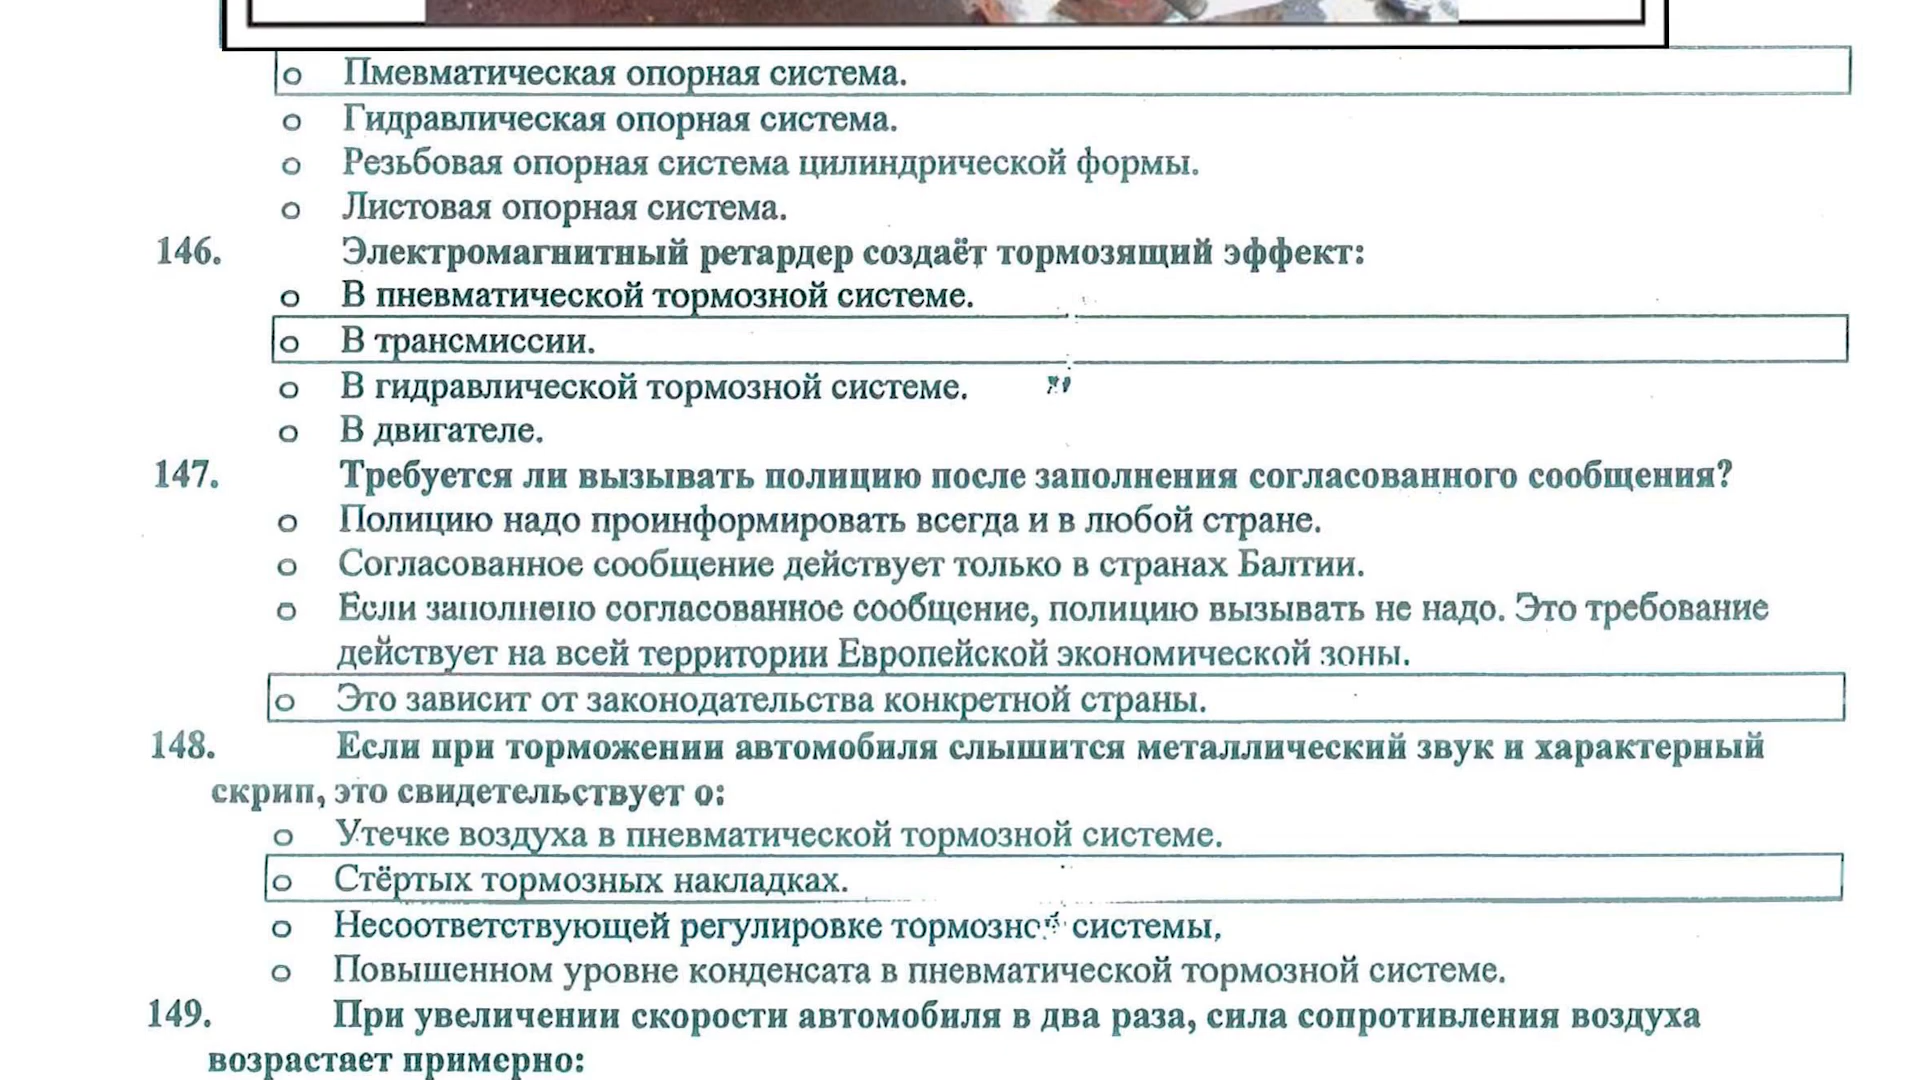 o Пмевматическая опорная система.
o Гидравлическая опорная система.
o Резьбовая опорная система цилиндрической формы.
o Листовая опорная система.
146. Электромагнитный ретардер создаёт тормозящий эффект:
o В пневматической тормозной системе.
o В трансмиссии.
o В гидравлической тормозной системе.
o В двигателе.
147. Требуется ли вызывать полицию после заполнения согласованного сообщения?
o Полицию надо проинформировать всегда и в любой стране.
o Согласованное сообщение действует только в странах Балтии.
o Если заполнено согласованное сообщение, полицию вызывать не надо. Это требование
действует на всей территории Европейской экономической зоны.
o Это зависит от законодательства конкретной страны.
148. Если при торможении автомобиля слышится металлический звук и характерный
скрип, это свидетельствует о:
o Утечке воздуха в пневматической тормозной системе.
o Стёртых тормозных накладках.
o Несоответствующей регулировке тормозной системы,
o Повышенном уровне конденсата в пневматической тормозной системе.
149. При увеличении скорости автомобиля в два раза, сила сопротивления воздуха
возрастает примерно: